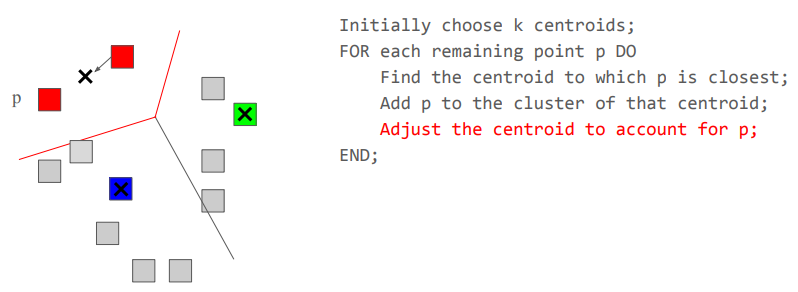 p
Initially choose k centroids;
FOR each remaining point p DO
Find the centroid to which p is closest;
Add p to the cluster of that centroid;
Adjust the centroid to account for p;
END;